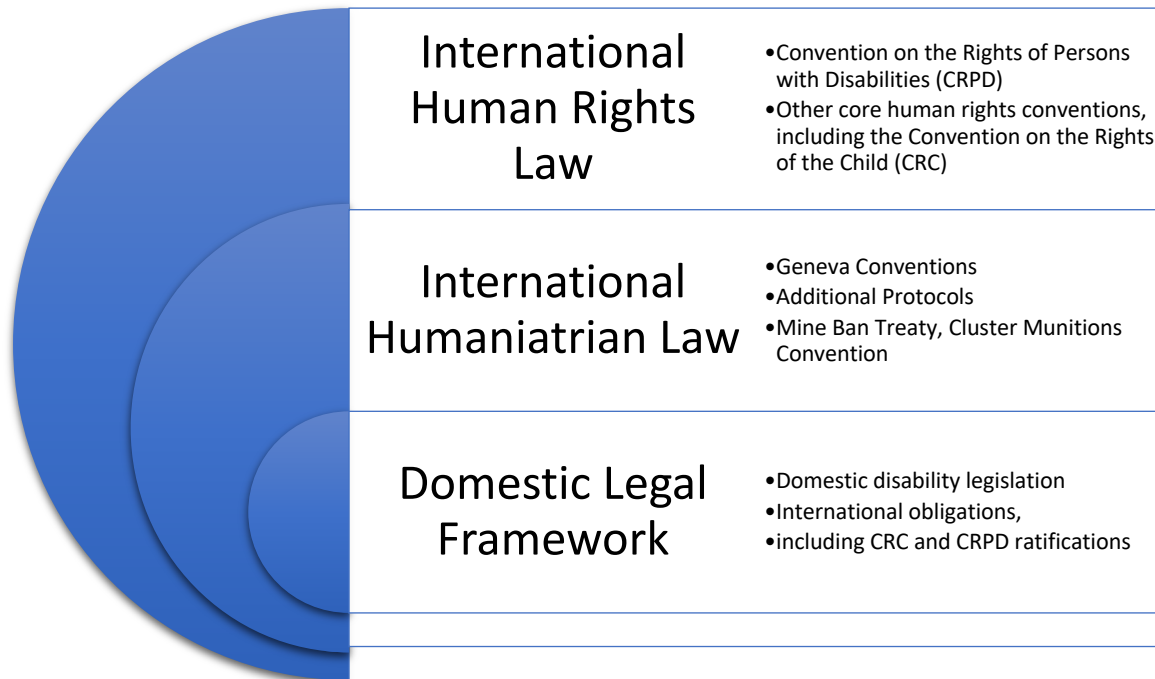 International
Human Rights
Law
•Convention on the Rights of Persons
with Disabilities (CRPD)
•Other core human rights conventions,
including the Convention on the Rights
of the Child (CRC)
International
Humaniatrian Law
•Geneva Conventions
•Additional Protocols
•Mine Ban Treaty, Cluster Munitions
Convention
Domestic Legal
Framework
•Domestic disability legislation
•International obligations,
•including CRC and CRPD ratifications